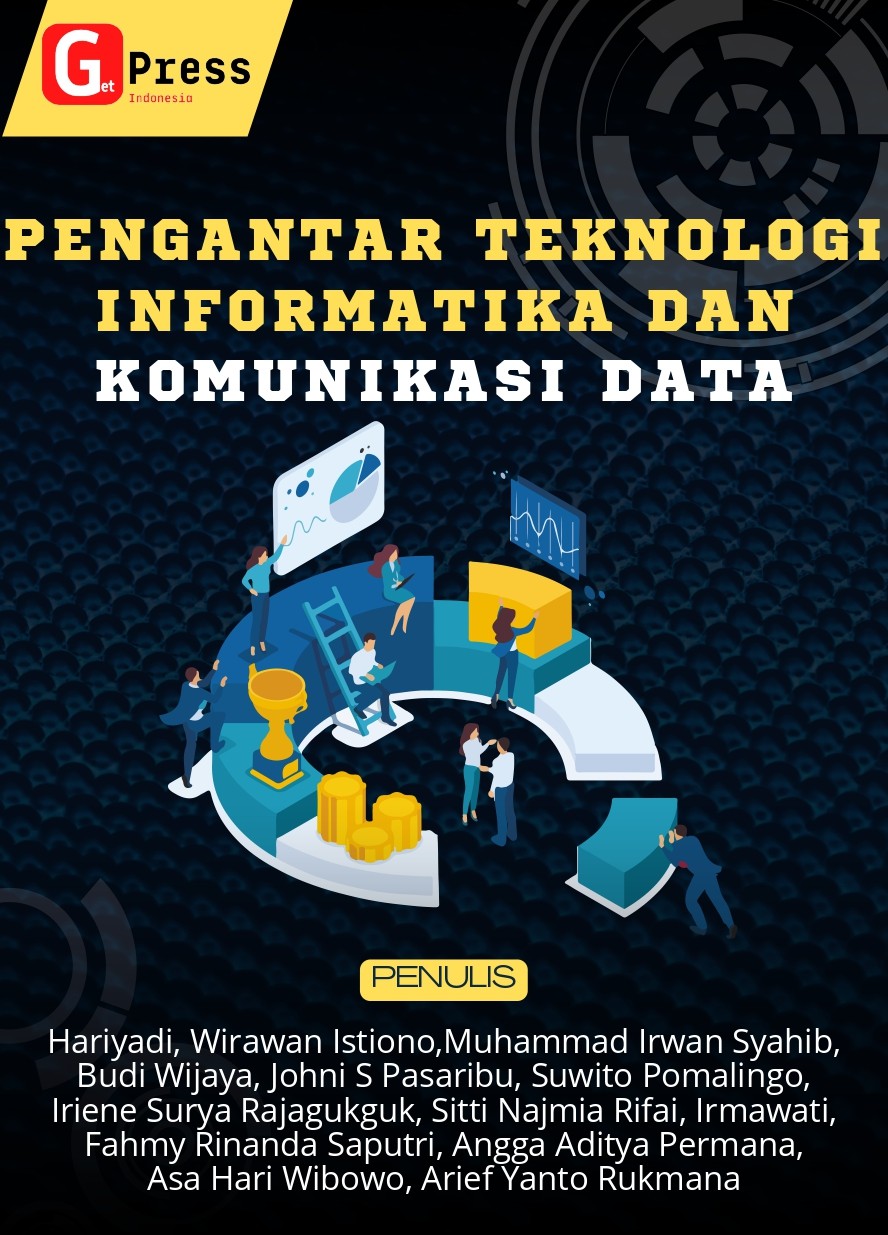 Get Press
Indonesia
PENGANTAR TEKNOLOGI
INFORMATIKA DAN
KOMUNIKASI DATA
PENULIS
Hariyadi, Wirawan Istiono,Muhammad Irwan Syahib,
Budi Wijaya, Johni S Pasaribu, Suwito Pomalingo,
Iriene Surya Rajagukguk, Sitti Najmia Rifai, Irmawati,
Fahmy Rinanda Saputri, Angga Aditya Permana,
Asa Hari Wibowo, Arief Yanto Rukmana